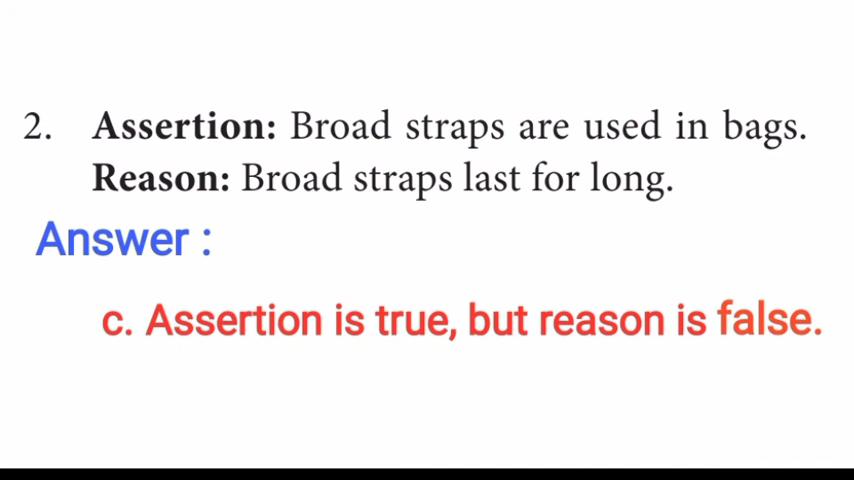 2. Assertion: Broad straps are used in bags.
Reason: Broad straps last for long.
Answer :
c. Assertion is true, but reason is false.